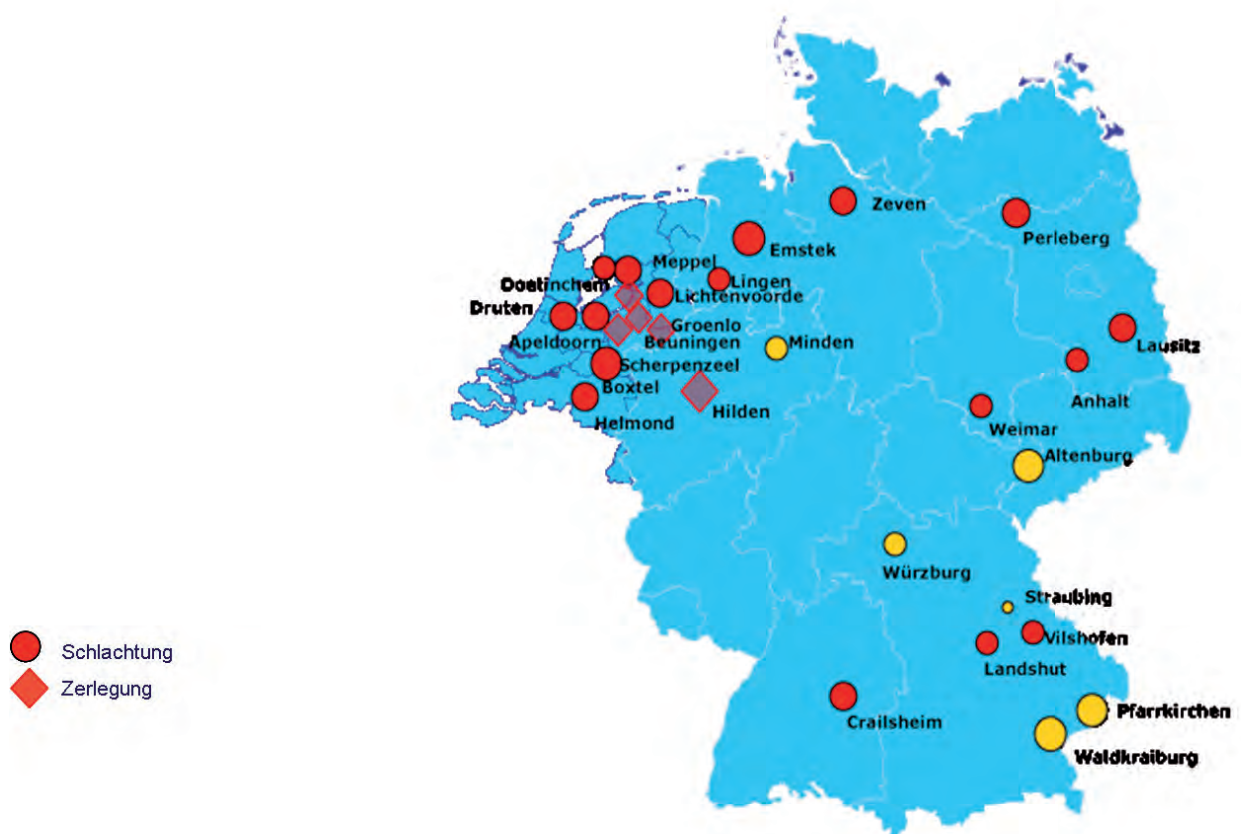 Zeven
Perleberg
Emstek
Meppel
Doetinchem
Lingen
Lichtenvoorde
Druten
Groenlo
Apeldoorn
Beuningen
Minden
Lausitz
Scherpenzeel
Anhalt
Boxtel
Hilden
Helmond
Weimar
Altenburg
Würzburg
Straubing
Vilshofen
Landshut
Schlachtung
Zerlegung
Pfarrkirchen
Crailsheim
Waldkraiburg